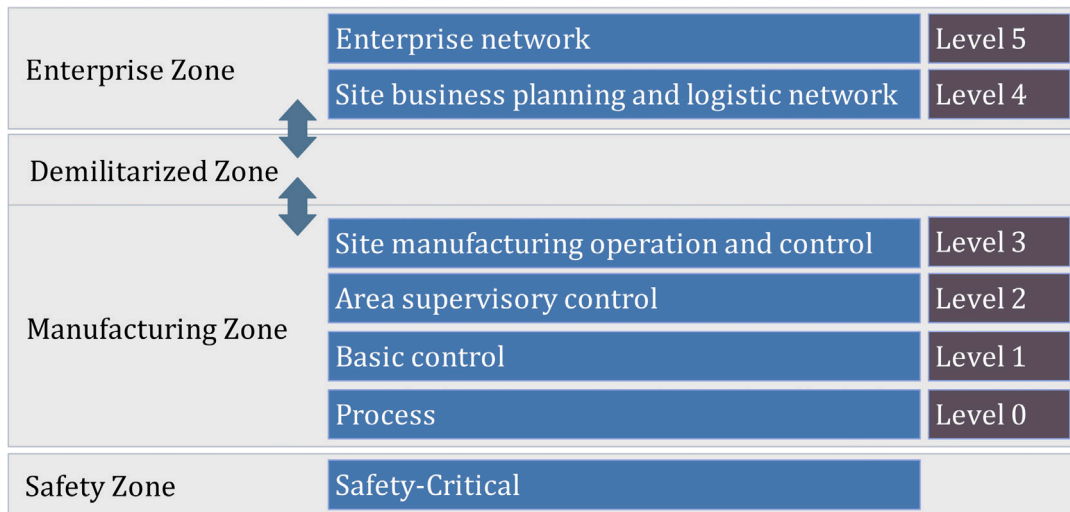 Enterprise Zone
Enterprise network Level 5
Site business planning and logistic network Level 4
Demilitarized Zone
Manufacturing Zone
Site manufacturing operation and control Level 3
Area supervisory control Level 2
Basic control Level 1
Process Level 0
Safety Zone
Safety-Critical